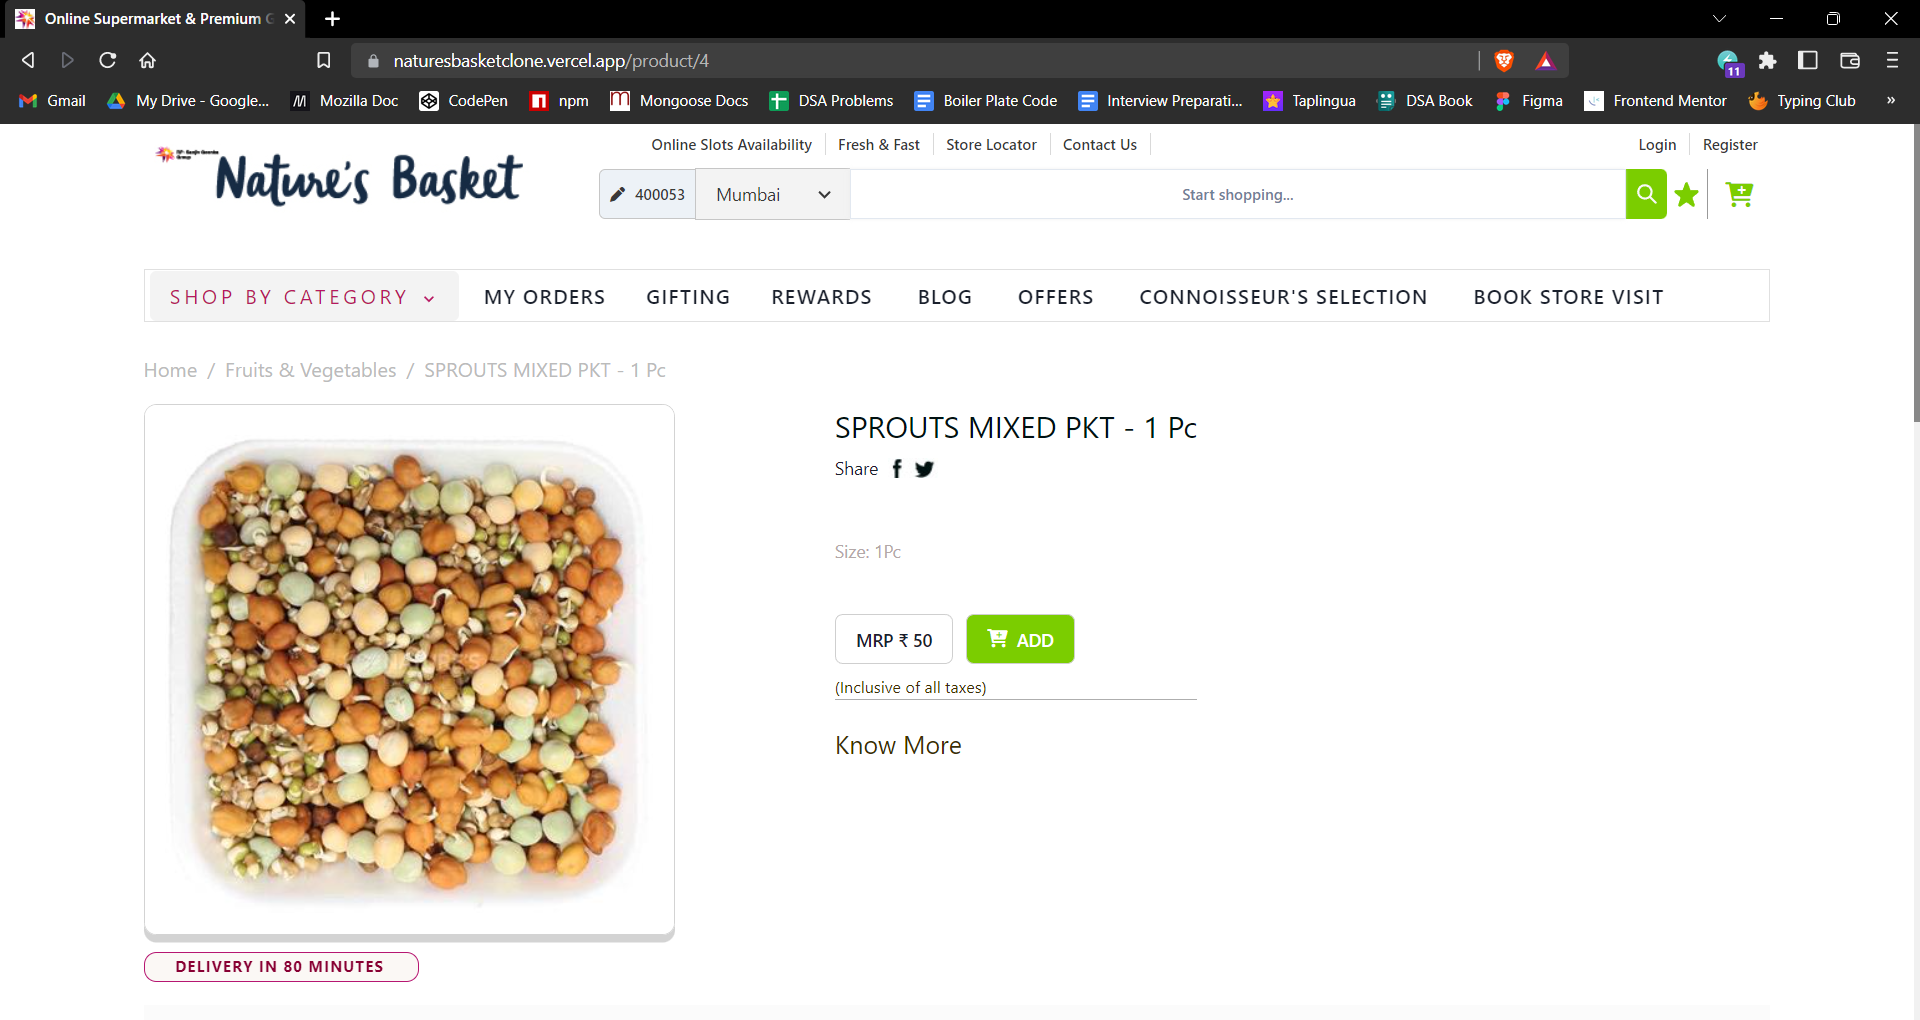 Online Supermarket & Premium
naturesbasketclone.vercel.app/product/4
11
Gmail
My Drive - Google...
Mozilla Doc
CodePen
npm
Mongoose Docs
DSA Problems
Boiler Plate Code
Interview Preparati...
Taplingua
DSA Book
Figma
Frontend Mentor
Typing Club
»
Online Slots Availability
Fresh & Fast
Store Locator
Contact Us
Login
Register
Nature's Basket
400053
Mumbai
Start shopping...
SHOP BY CATEGORY
MY ORDERS
GIFTING
REWARDS
BLOG
OFFERS
CONNOISSEUR'S SELECTION
BOOK STORE VISIT
Home / Fruits & Vegetables / SPROUTS MIXED PKT - 1 Pc
SPROUTS MIXED PKT - 1 Pc
Share
Size: 1Pc
MRP ₹ 50
ADD
(Inclusive of all taxes)
Know More
DELIVERY IN 80 MINUTES